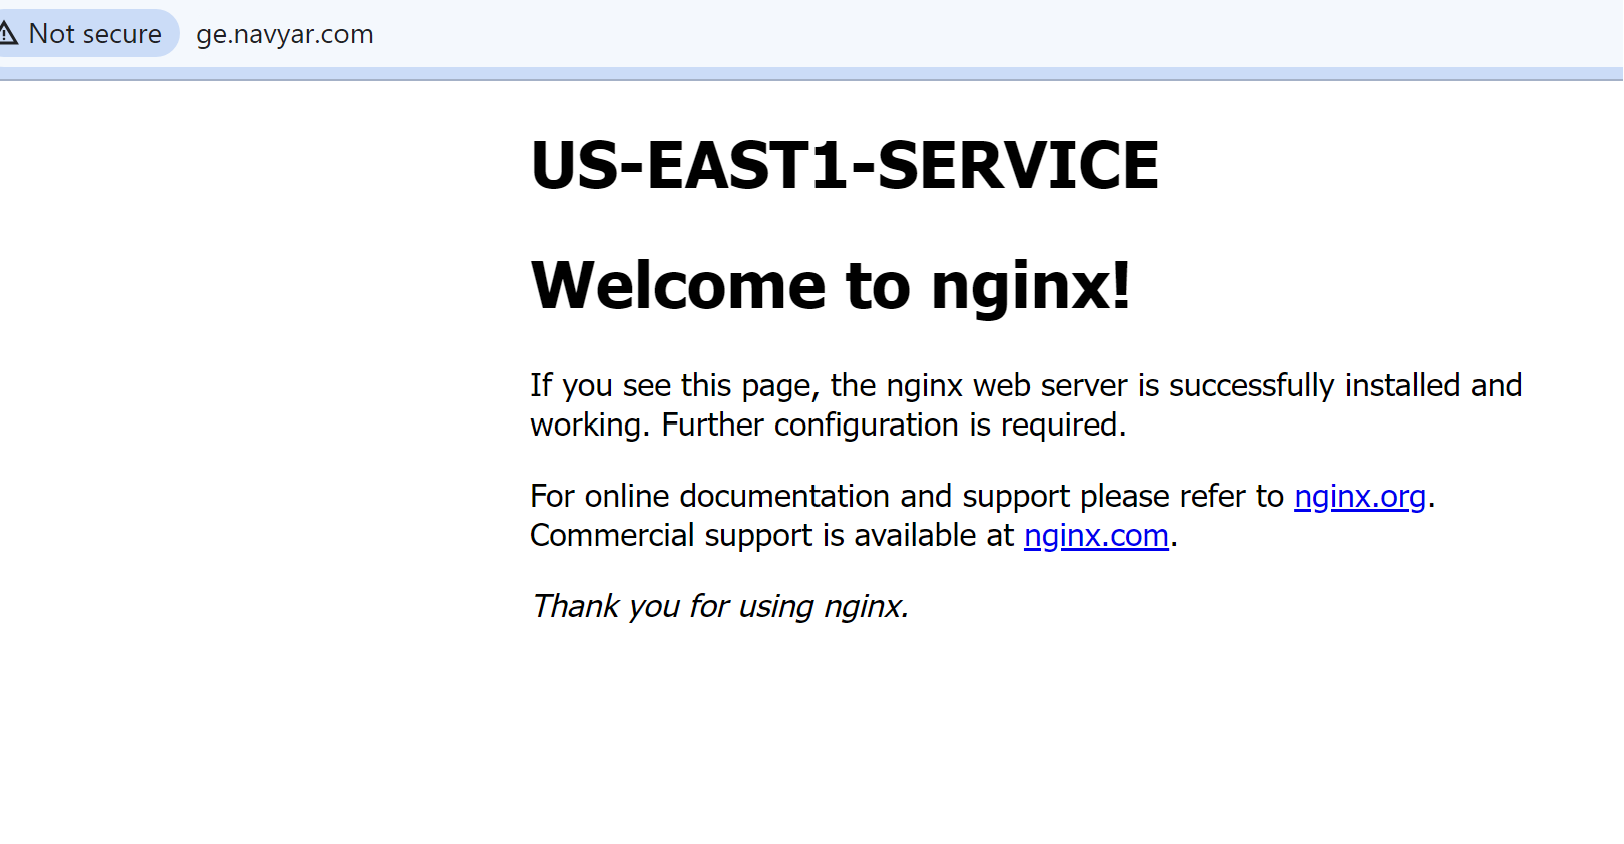 Not secure ge.navyar.com
US-EAST1-SERVICE
Welcome to nginx!
If you see this page, the nginx web server is successfully installed and
working. Further configuration is required.
For online documentation and support please refer to nginx.org.
Commercial support is available at nginx.com.
Thank you for using nginx.